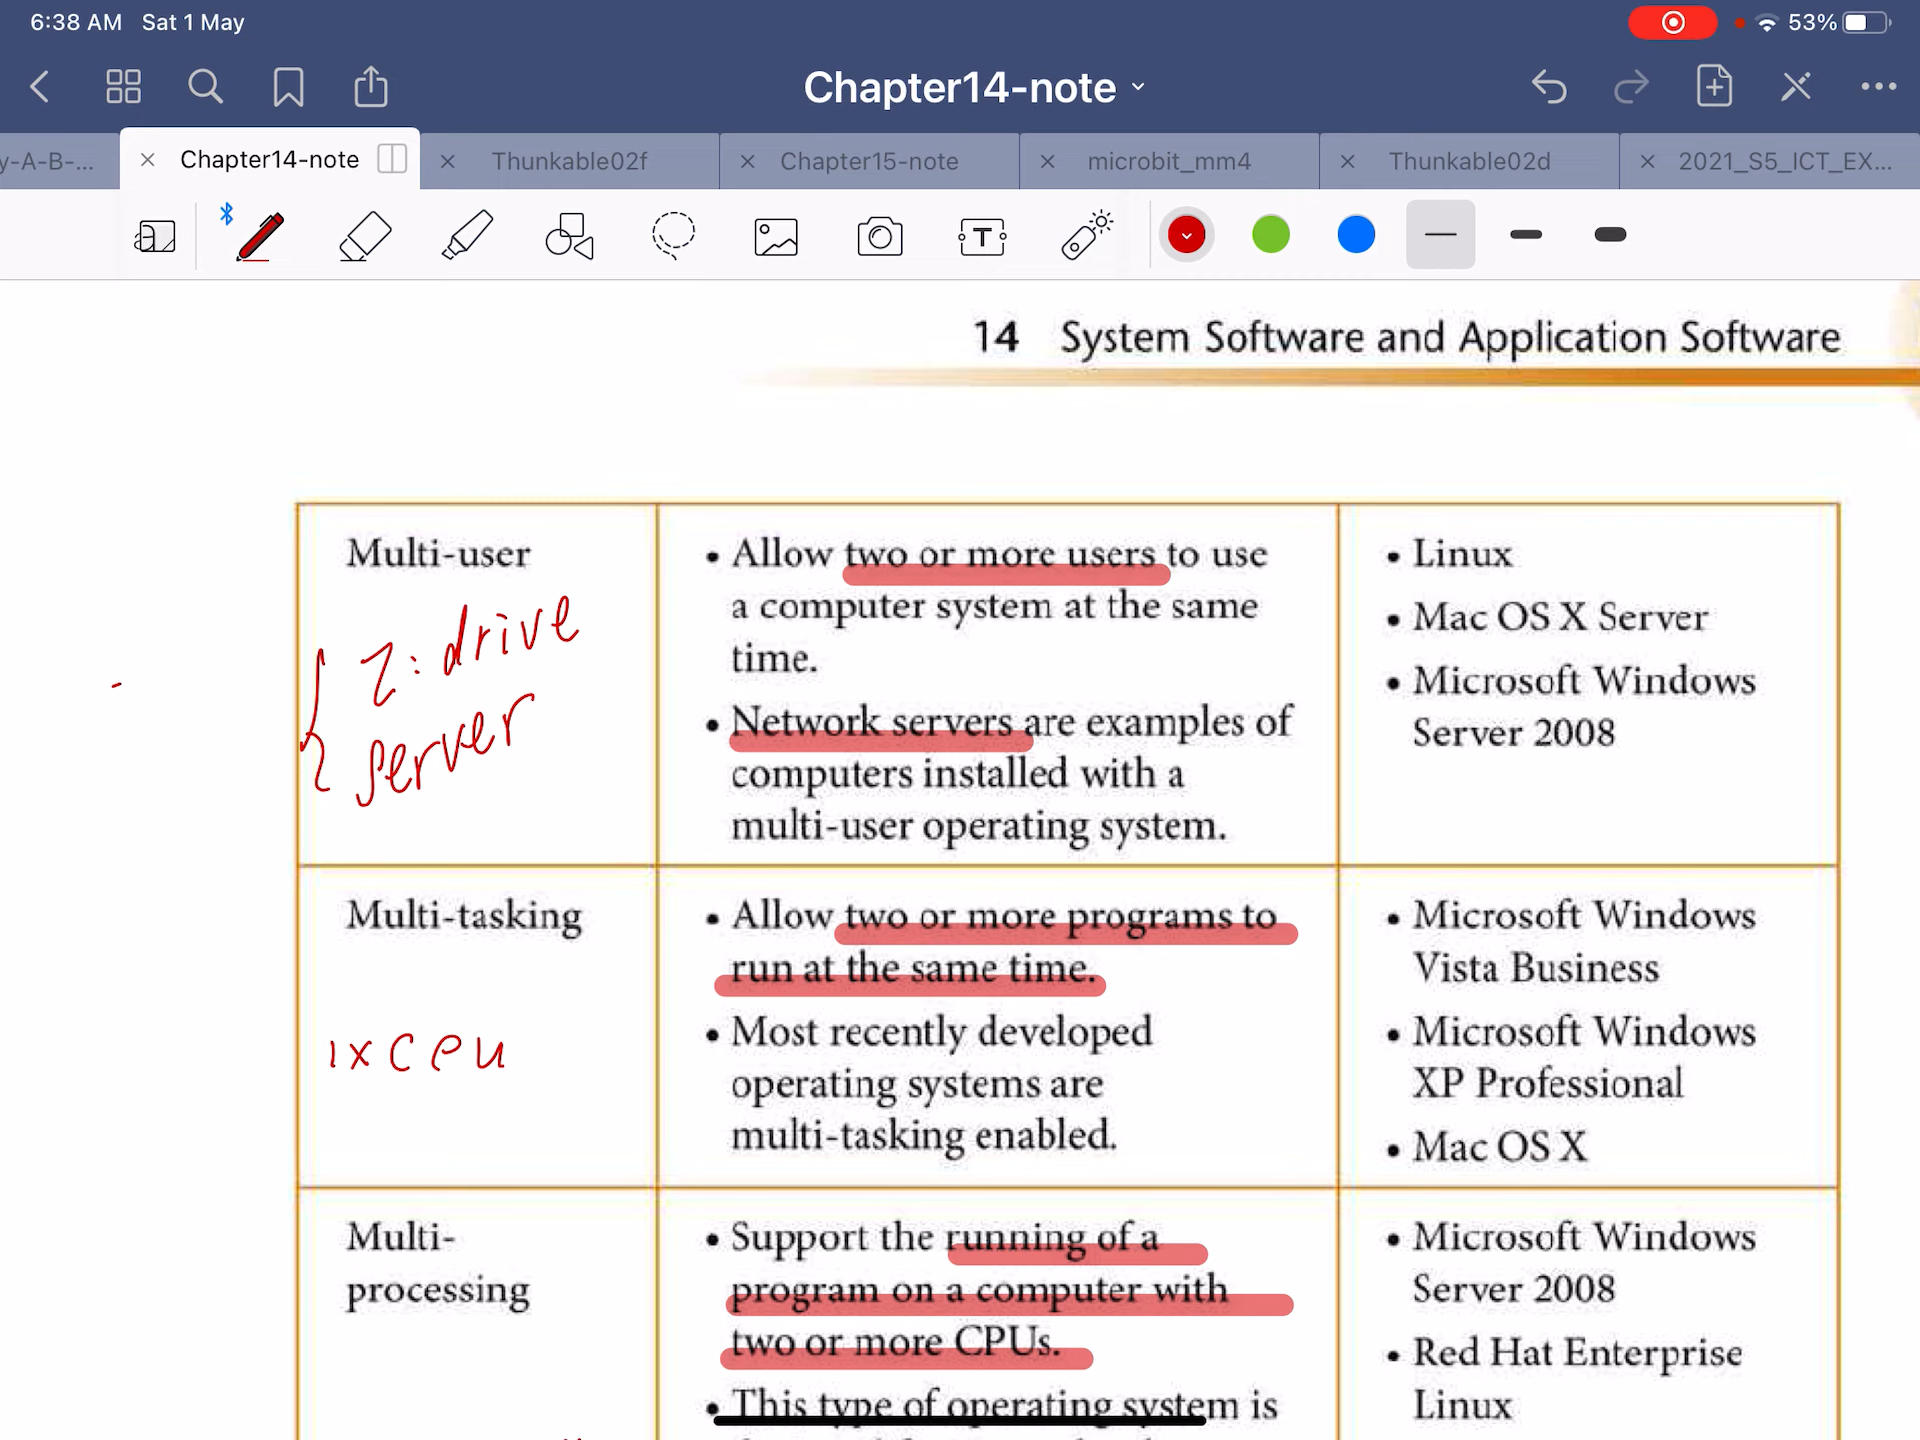 6:38 AM Sat 1 May
53%
Chapter14-note
y-A-B-...
Chapter14-note
Thunkable02f
Chapter15-note
microbit_mm4
Thunkable02d
2021_S5_ICT_EX...
14 System Software and Application Software
Multi-user
Z: drive
server
• Allow two or more users to use
a computer system at the same
time.
• Network servers are examples of
computers installed with a
multi-user operating system.
• Linux
• Mac OS X Server
• Microsoft Windows
Server 2008
Multi-tasking
1x CPU
• Allow two or more programs to
run at the same time.
• Most recently developed
operating systems are
multi-tasking enabled.
• Microsoft Windows
Vista Business
• Microsoft Windows
XP Professional
• Mac OS X
Multi-
processing
• Support the running of a
program on a computer with
two or more CPUs.
• This type of operating system is
• Microsoft Windows
Server 2008
• Red Hat Enterprise
Linux